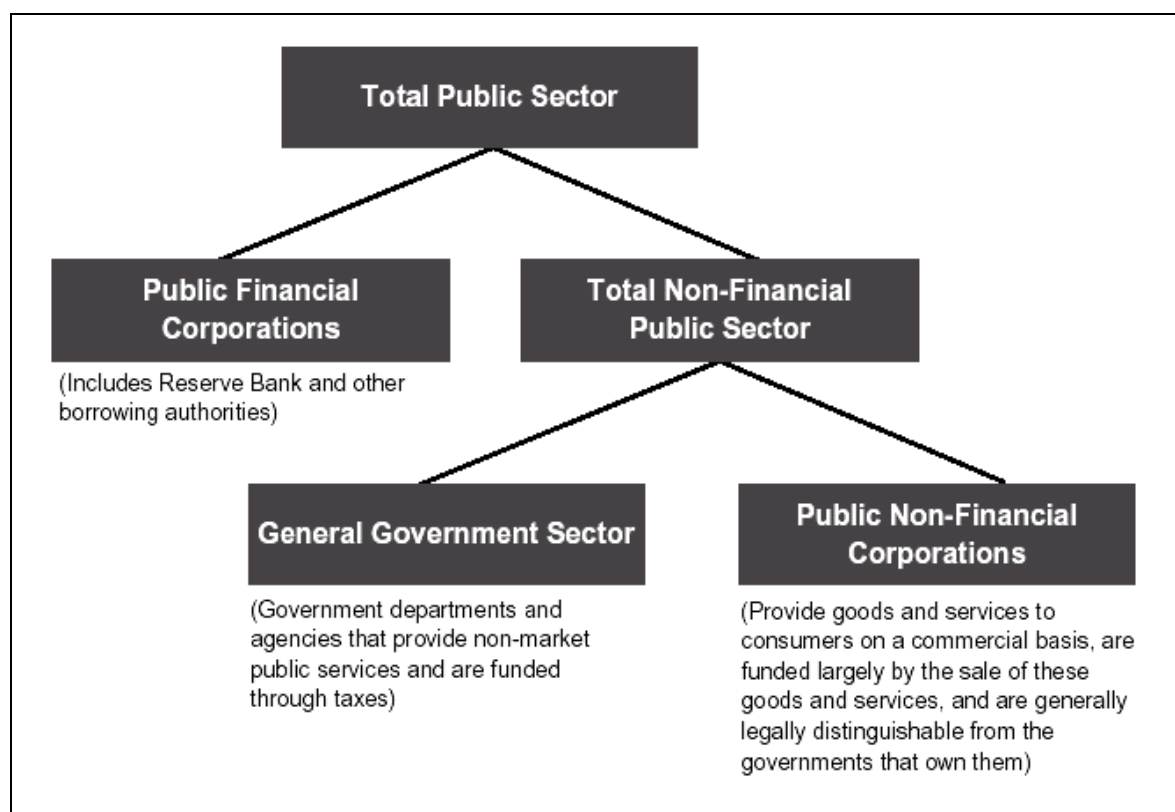 Total Public Sector
Public Financial
Corporations
(Includes Reserve Bank and other
borrowing authorities)
Total Non-Financial
Public Sector
General Government Sector
(Government departments and
agencies that provide non-market
public services and are funded
through taxes)
Public Non-Financial
Corporations
(Provide goods and services to
consumers on a commercial basis, are
funded largely by the sale of these
goods and services, and are generally
legally distinguishable from the
governments that own them)